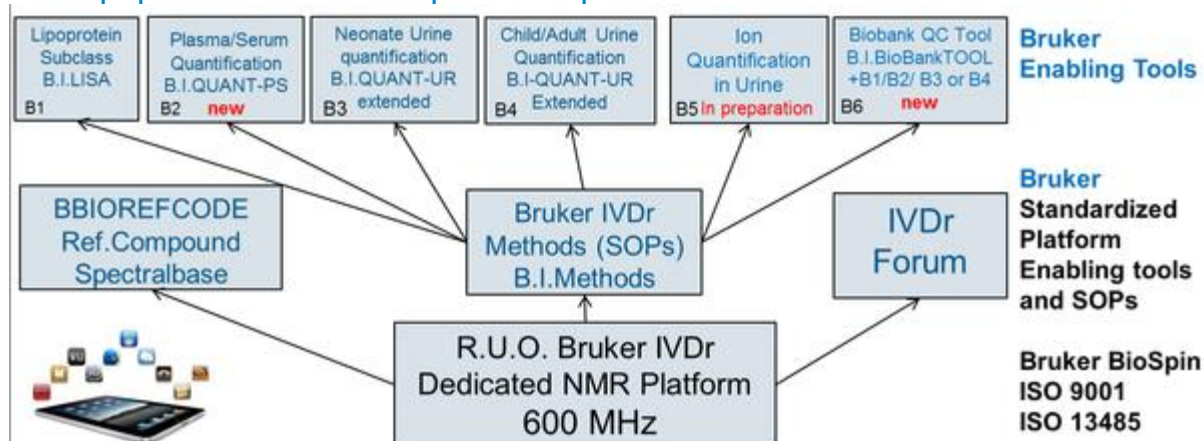 Lipoprotein
Subclass
B.I.LISA
B1
Plasma/Serum
Quantification
B.I.QUANT-PS
B2 new
Neonate Urine
quantification
B.I.QUANT-UR
B3 extended
Child/Adult Urine
Quantification
B.I-QUANT-UR
B4 Extended
Ion
Quantification
in Urine
B5 In preparation
Biobank QC Tool
B.I.BioBankTOOL
+B1/B2/ B3 or B4
B6 new
Bruker
Enabling Tools
BBIOREFCODE
Ref.Compound
Spectralbase
Bruker IVDr
Methods (SOPs)
B.I.Methods
IVDr
Forum
Bruker
Standardized
Platform
Enabling tools
and SOPs
R.U.O. Bruker IVDr
Dedicated NMR Platform
600 MHz
Bruker BioSpin
ISO 9001
ISO 13485